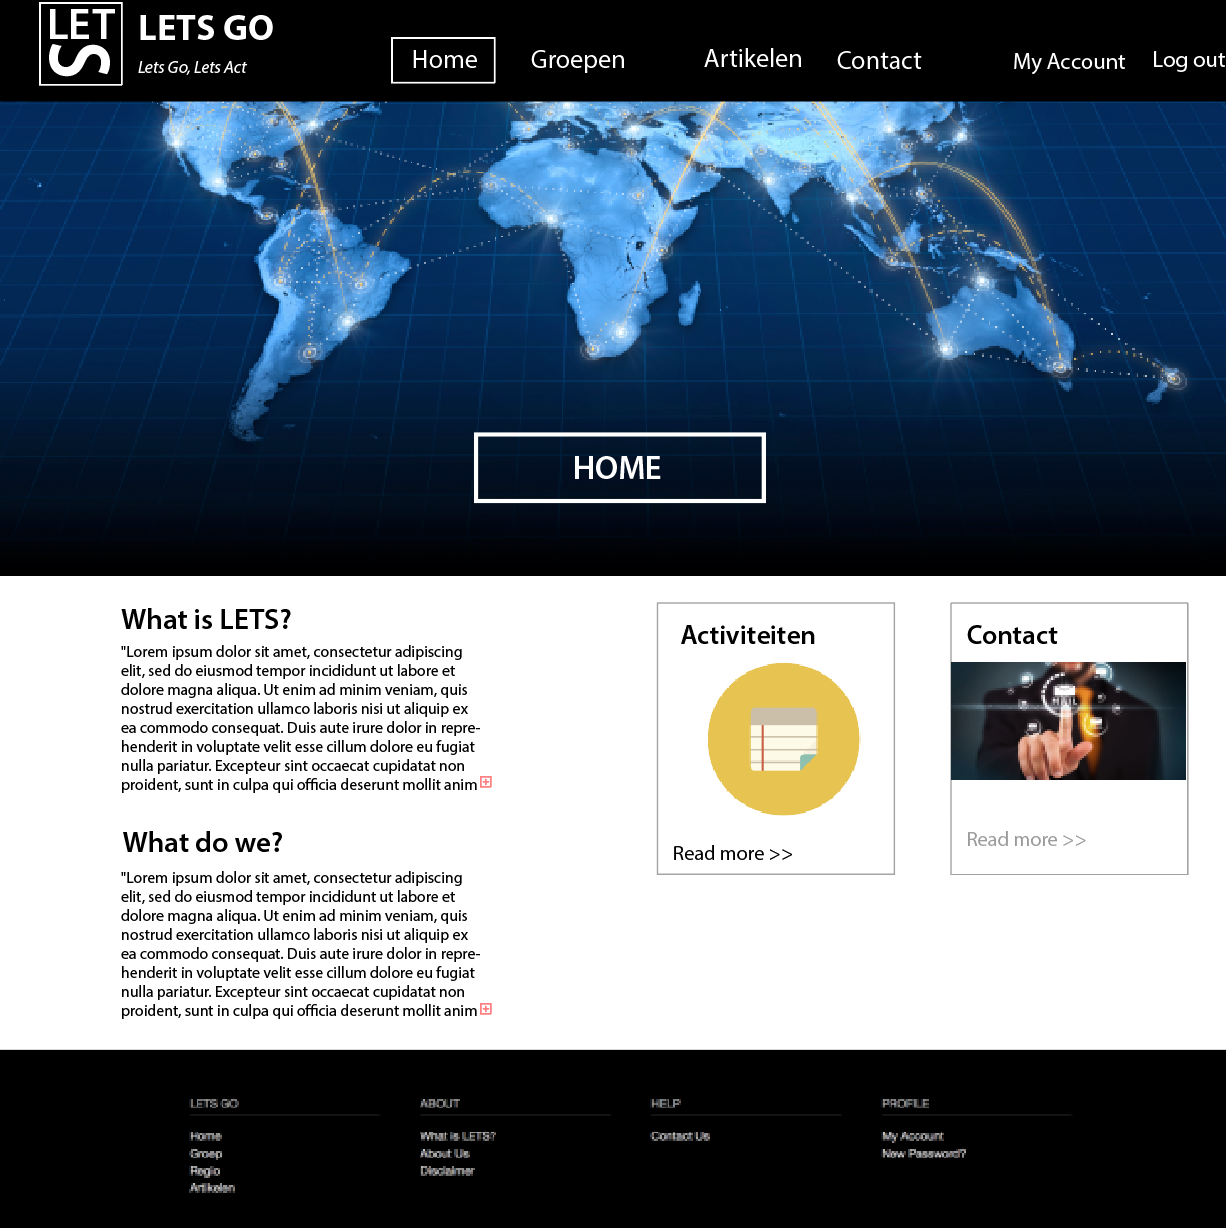 LETS
LETS GO
Lets Go, Lets Act
Home
Groepen
Artikelen
Contact
My Account
Log out
HOME
What is LETS?
"Lorem ipsum dolor sit amet, consectetur adipiscing
elit, sed do eiusmod tempor incididunt ut labore et
dolore magna aliqua. Ut enim ad minim veniam, quis
nostrud exercitation ullamco laboris nisi ut aliquip ex
ea commodo consequat. Duis aute irure dolor in repre-
henderit in voluptate velit esse cillum dolore eu fugiat
nulla pariatur. Excepteur sint occaecat cupidatat non
proident, sunt in culpa qui officia deserunt mollit anim
What do we?
"Lorem ipsum dolor sit amet, consectetur adipiscing
elit, sed do eiusmod tempor incididunt ut labore et
dolore magna aliqua. Ut enim ad minim veniam, quis
nostrud exercitation ullamco laboris nisi ut aliquip ex
ea commodo consequat. Duis aute irure dolor in repre-
henderit in voluptate velit esse cillum dolore eu fugiat
nulla pariatur. Excepteur sint occaecat cupidatat non
proident, sunt in culpa qui officia deserunt mollit anim
Activiteiten
Read more >>
Contact
MAIL
Read more >>
LETS GO
Home
Groep
Regio
Artikelen
ABOUT
What is LETS?
About Us
Disclaimer
HELP
Contact Us
PROFILE
My Account
New Password?